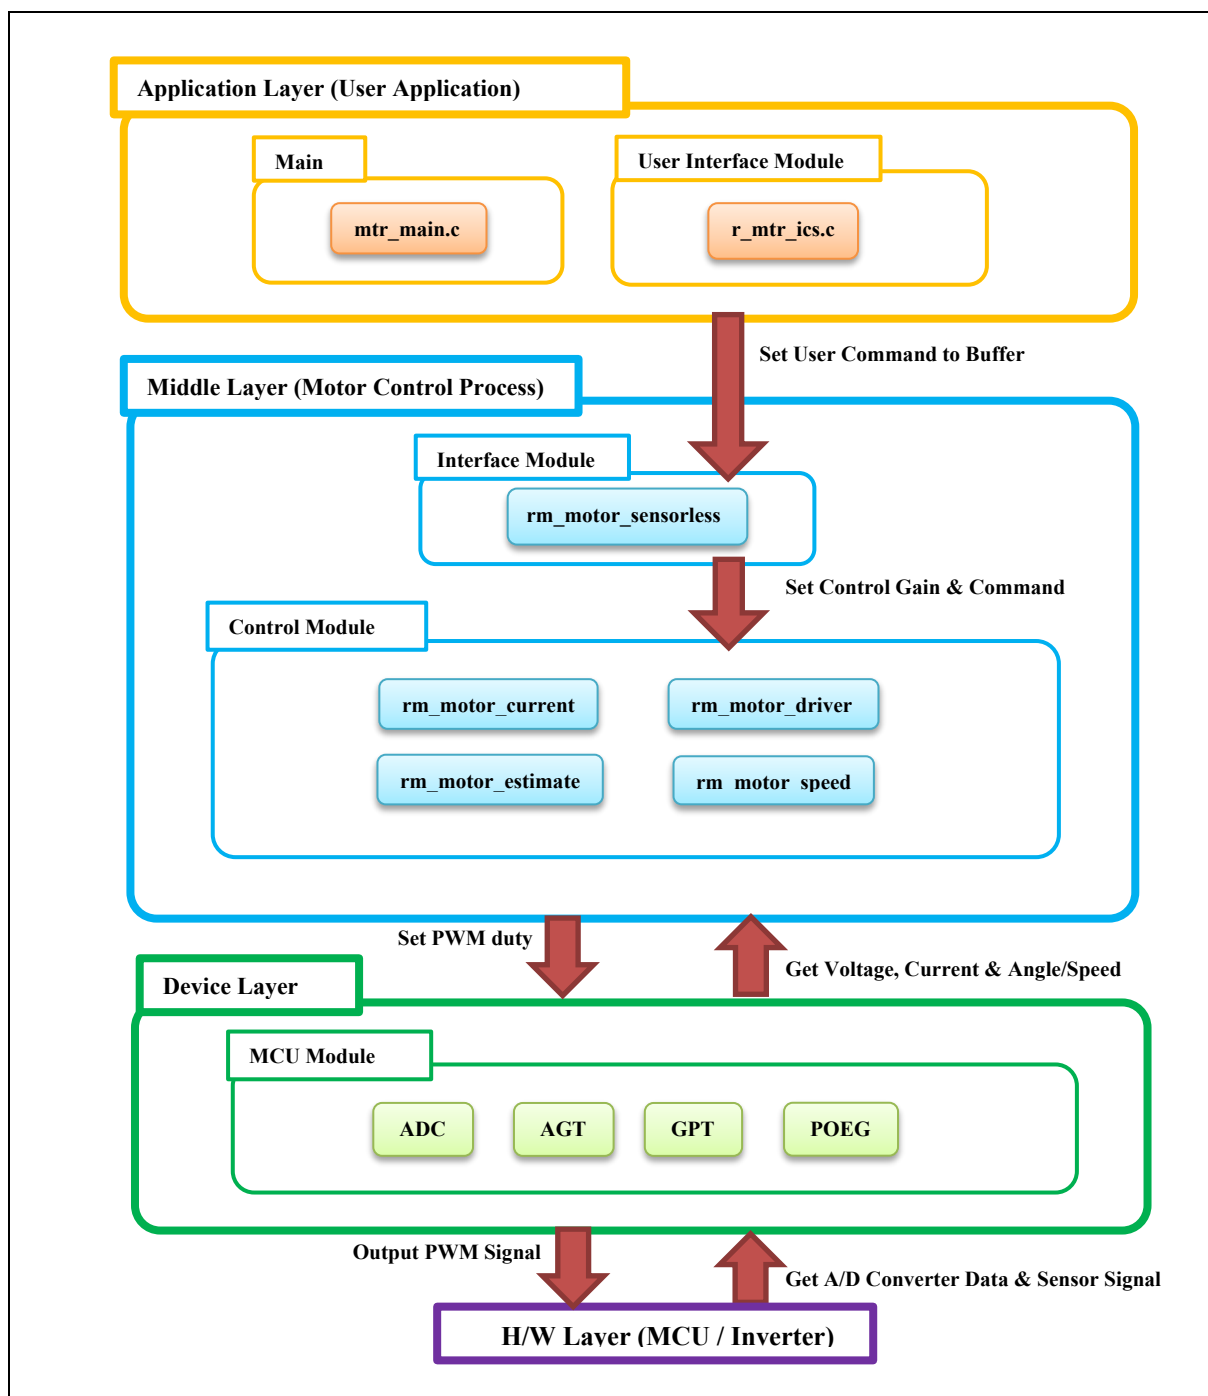 Application Layer (User Application)
Main
User Interface Module
mtr_main.c
r_mtr_ics.c
Set User Command to Buffer
Middle Layer (Motor Control Process)
Interface Module
rm_motor_sensorless
Set Control Gain & Command
Control Module
rm_motor_current
rm_motor_driver
rm_motor_estimate
rm motor speed
Set PWM duty
Get Voltage, Current & Angle/Speed
Device Layer
MCU Module
ADC
AGT
GPT
POEG
Output PWM Signal
Get A/D Converter Data & Sensor Signal
H/W Layer (MCU / Inverter)